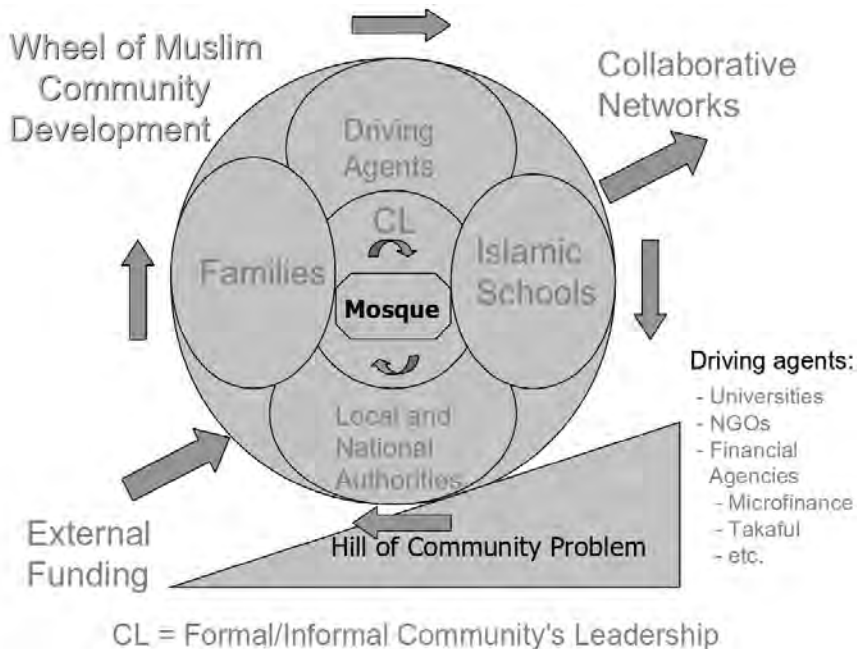 Wheel of Muslim
Community
Development
Collaborative
Networks
Driving
Agents
CL
Families
Islamic
Schools
Mosque
Local and
National
Authorities
External
Funding
Hill of Community Problem
Driving agents:
- Universities
- NGOs
- Financial
Agencies
- Microfinance
- Takaful
- etc.
CL = Formal/Informal Community's Leadership